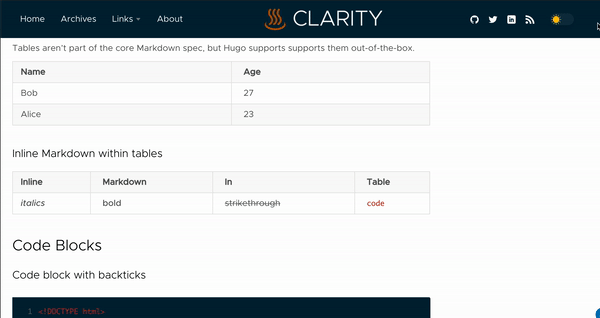 Home Archives Links About CLARITY
Tables aren't part of the core Markdown spec, but Hugo supports supports them out-of-the-box.
Name Age
Bob 27
Alice 23
Inline Markdown within tables
Inline Markdown In Table
italics bold strikethrough code
Code Blocks
Code block with backticks
1 <!DOCTYPE html>